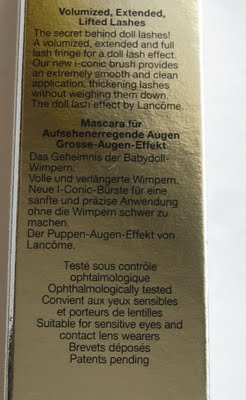 Volumized, Extended,
Lifted Lashes
The secret behind doll lashes!
A volumized, extended and full
lash fringe for a doll lash effect.
Our new i-conic brush provides
an extremely smooth and clean
application, thickening lashes
without weighing them down.
The doll lash effect by Lancôme.
Mascara für
Aufsehenerregende Augen
Grosse-Augen-Effekt
Das Geheimnis der Babydoll-
Wimpern:
Volle und verlängerte Wimpern.
Neue I-Conic-Bürste für eine
sanfte und präzise Anwendung
ohne die Wimpern schwer zu
machen.
Der Puppen-Augen-Effekt von
Lancôme.
Testé sous contrôle
ophtalmologique
Ophthalmologically tested
Convient aux yeux sensibles
et porteurs de lentilles
Suitable for sensitive eyes and
contact lens wearers
Brevets déposés
Patents pending